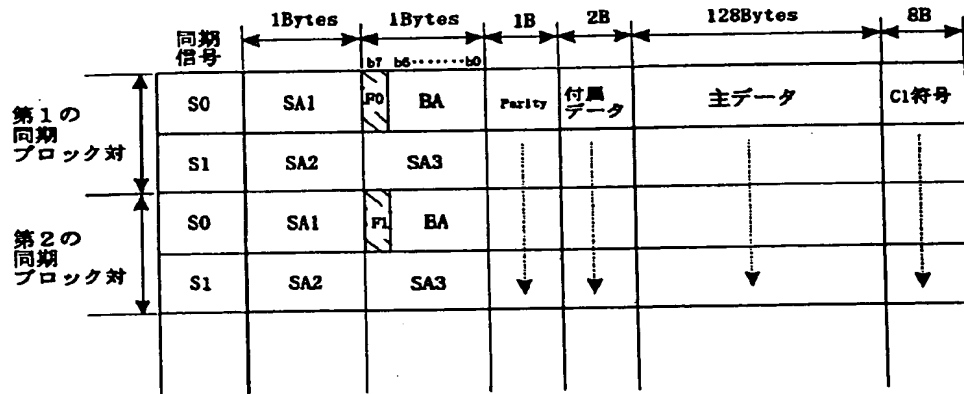 1Bytes 1Bytes 1B 2B 128Bytes 8B
同期
信号
b7 b6········b0
第1の
同期
ブロック対
S0 SA1 F0 BA Parity 付属
データ 主データ C1符号
S1 SA2 SA3
第2の
同期
ブロック対
S0 SA1 F1 BA
S1 SA2 SA3